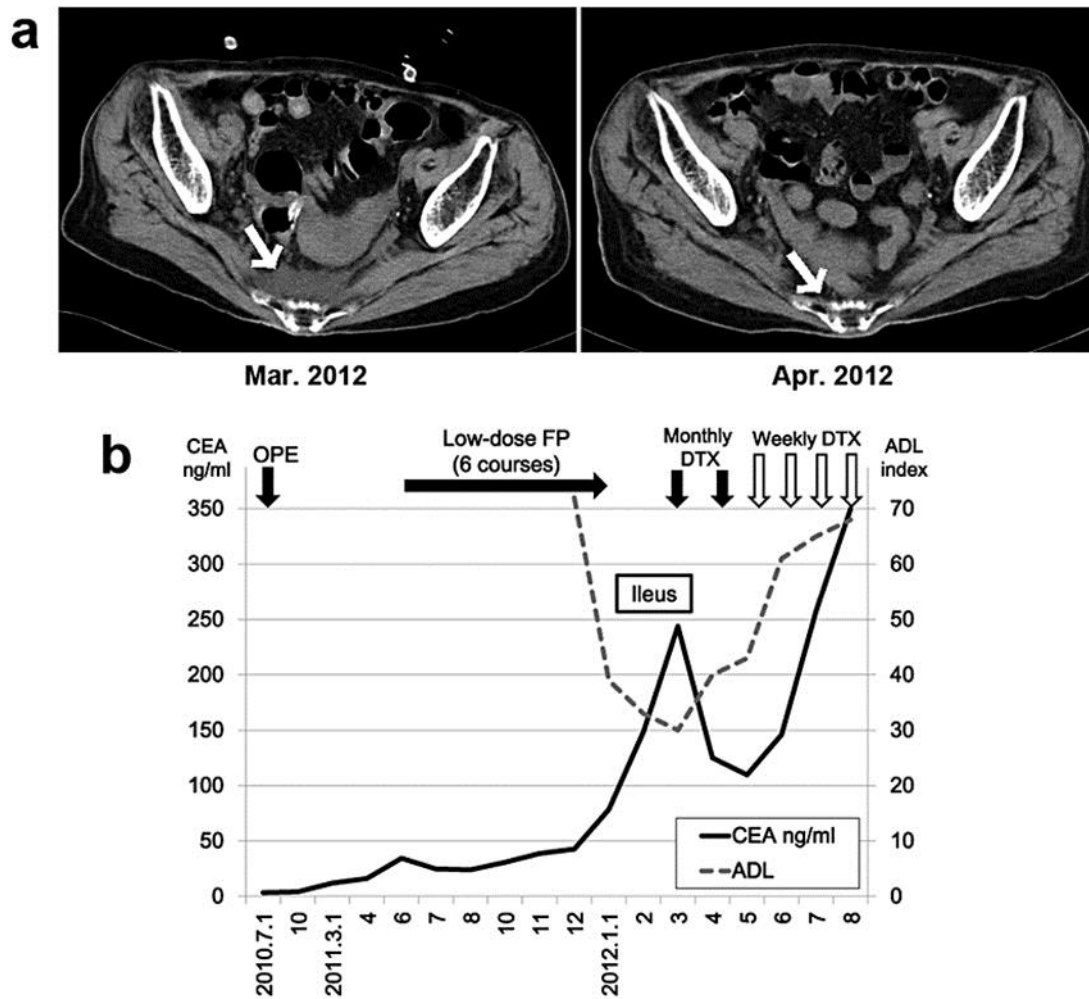 a
Mar. 2012
Apr. 2012
b
CEA
ng/ml
OPE
Low-dose FP
(6 courses)
Monthly
DTX
Weekly DTX
ADL
index
350
300
250
200
150
100
50
0
70
60
50
40
30
20
10
0
Ileus
CEA ng/ml
ADL
2010.7.1
10
2011.3.1
4
6
7
8
10
11
12
2012.1.1
2
3
4
5
6
7
8